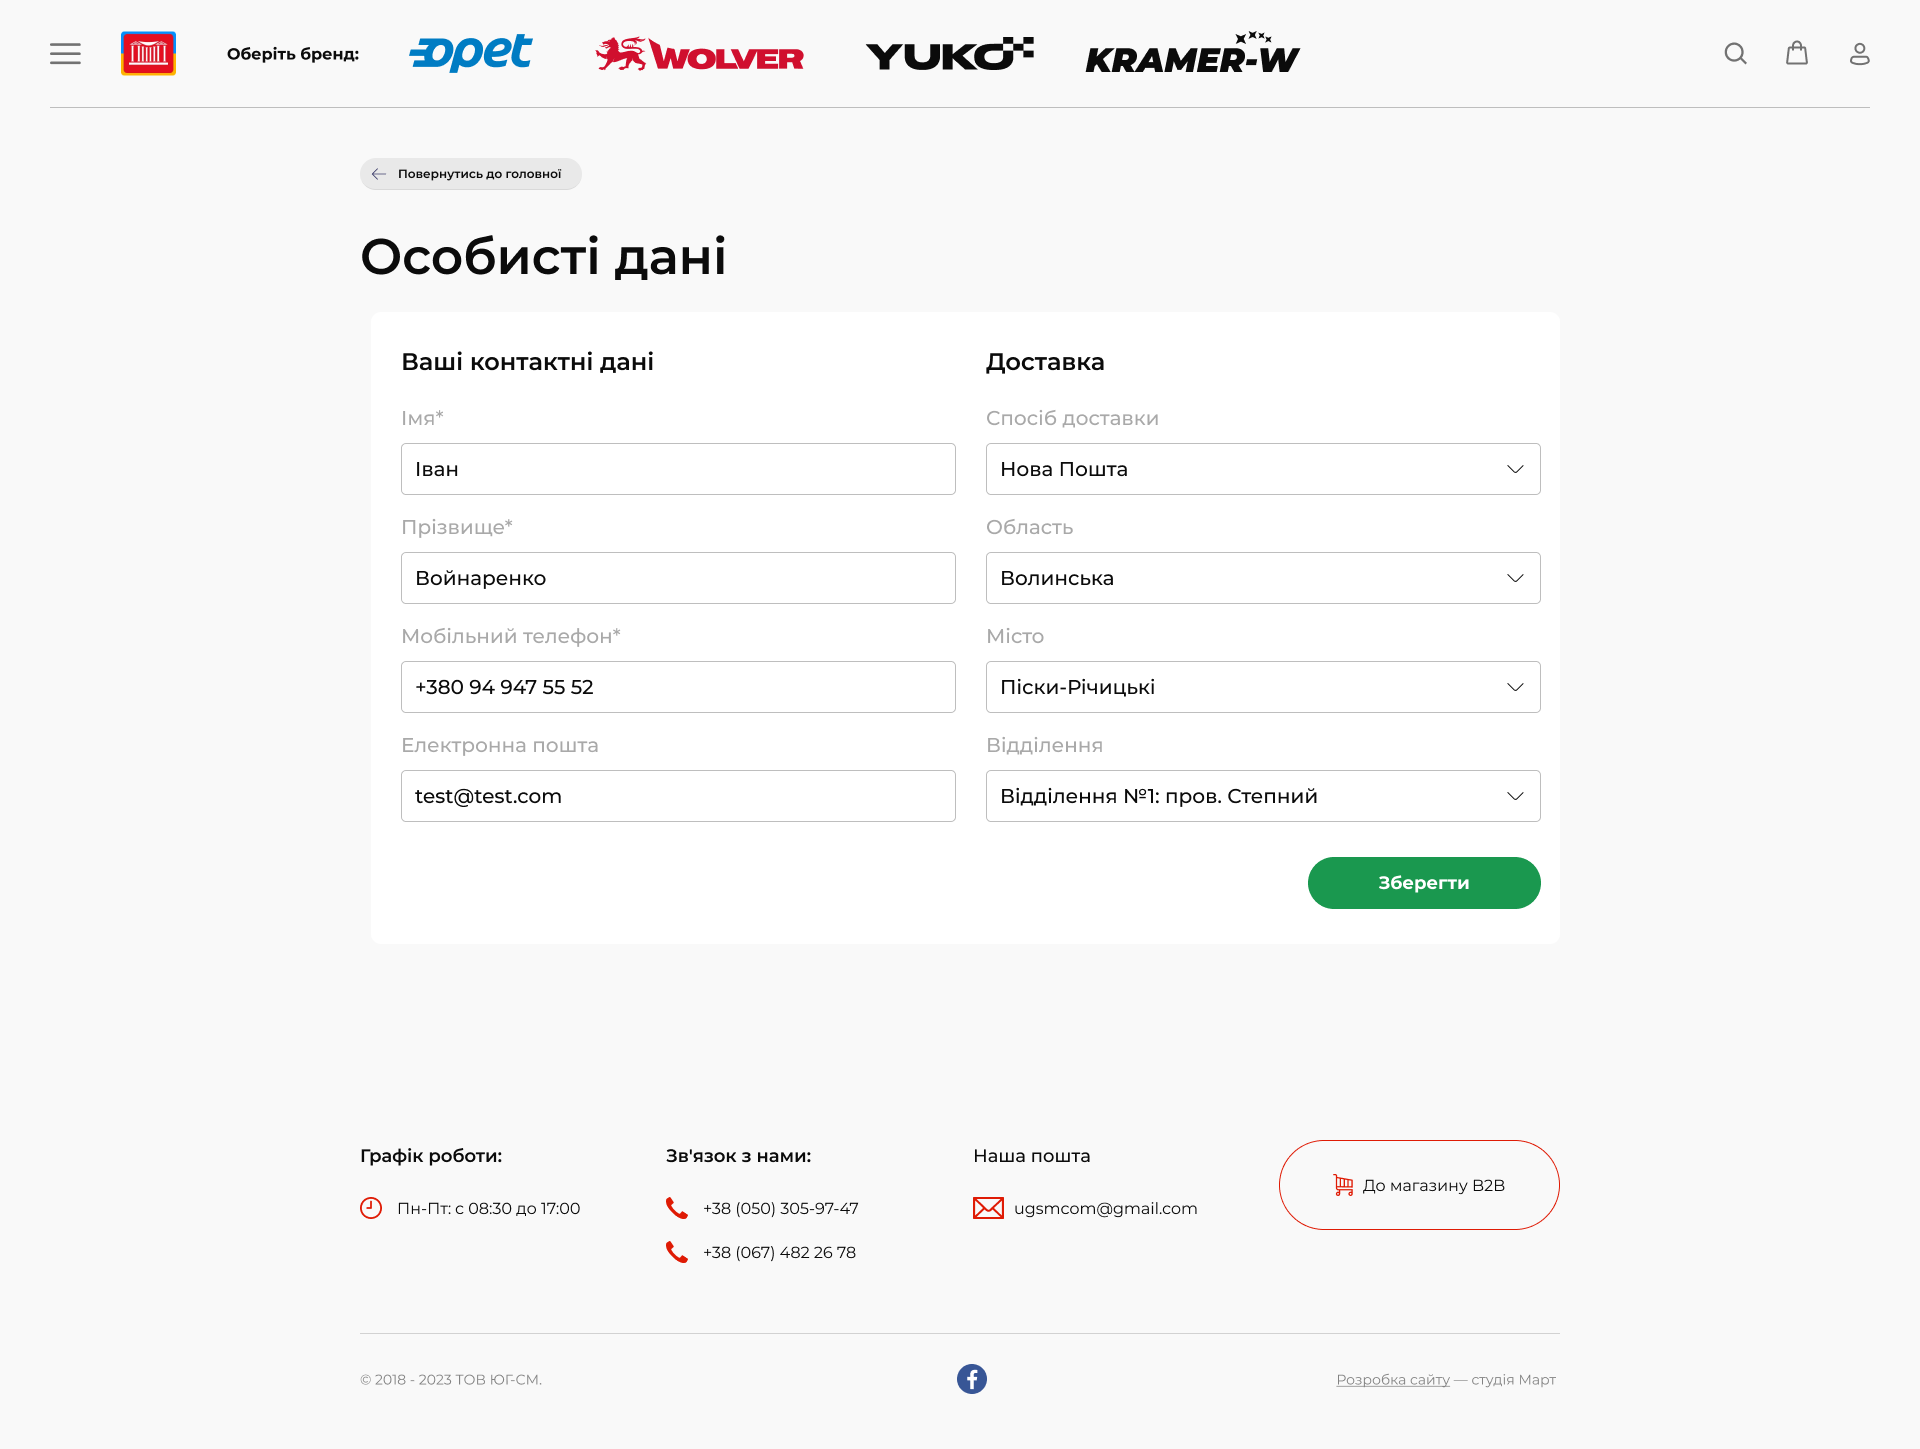 Оберіть бренд:
opet
WOLVER
YUKO
KRAMER-W
Повернутись до головної
Особисті дані
Ваші контактні дані
Імя*
Іван
Прізвище*
Войнаренко
Мобільний телефон*
+380 94 947 55 52
Електронна пошта
test@test.com
Доставка
Спосіб доставки
Нова Пошта
Область
Волинська
Місто
Піски-Річицькі
Відділення
Відділення №1: пров. Степний
Зберегти
Графік роботи:
Пн-Пт: с 08:30 до 17:00
Зв'язок з нами:
+38 (050) 305-97-47
+38 (067) 482 26 78
Наша пошта
ugsmcom@gmail.com
До магазину B2B
© 2018 - 2023 ТОВ ЮГ-СМ.
Розробка сайту — студія Март